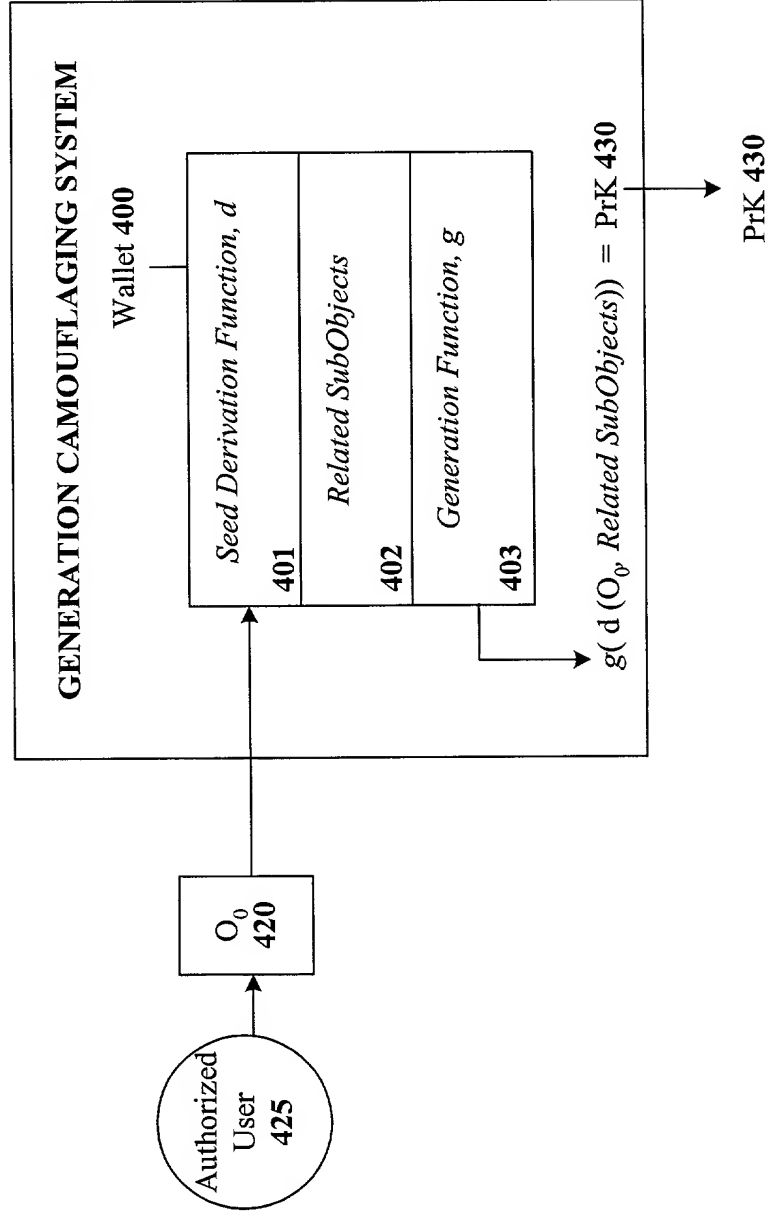 GENERATION CAMOUFLAGING SYSTEM
Wallet 400
Seed Derivation Function, d
401
Related SubObjects
402
Generation Function, g
403
g( d (O₀, Related SubObjects)) = PrK 430
PrK 430
O₀
420
Authorized
User
425